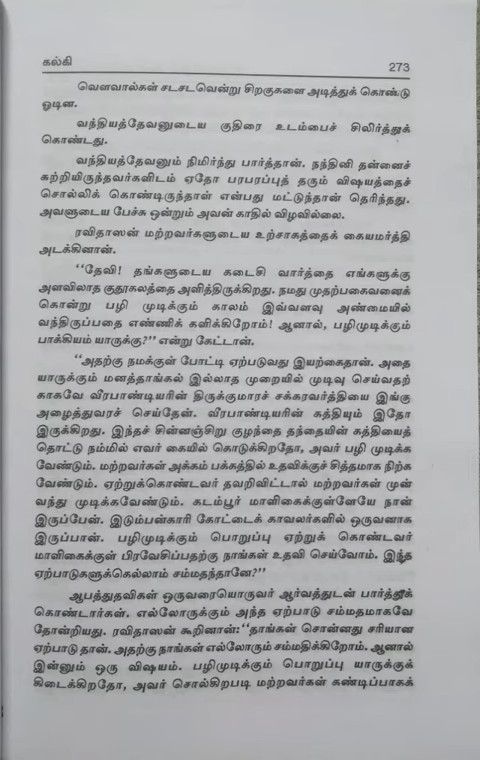 கல்கி 273
வௌவால்கள் சடசடவென்று சிறகுகளை அடித்துக் கொண்டு
ஓடின.
வந்தியத்தேவனுடைய குதிரை உடம்பைச் சிலிர்த்துக்
கொண்டது.
வந்தியத்தேவனும் நிமிர்ந்து பார்த்தான். நந்தினி தன்னைச்
சுற்றியிருந்தவர்களிடம் ஏதோ பரபரப்புத் தரும் விஷயத்தைச்
சொல்லிக் கொண்டிருந்தாள் என்பது மட்டுந்தான் தெரிந்தது.
அவளுடைய பேச்சு ஒன்றும் அவன் காதில் விழவில்லை.
ரவிதாஸன் மற்றவர்களுடைய உற்சாகத்தைக் கையமர்த்தி
அடக்கினான்.
“தேவி! தங்களுடைய கடைசி வார்த்தை எங்களுக்கு
அளவிலாத குதூகலத்தை அளித்திருக்கிறது. நமது முதற்பகைவனைக்
கொன்று பழி முடிக்கும் காலம் இவ்வளவு அண்மையில்
வந்திருப்பதை எண்ணிக் களிக்கிறோம்! ஆனால், பழிமுடிக்கும்
பாக்கியம் யாருக்கு?” என்று கேட்டான்.
“அதற்கு நமக்குள் போட்டி ஏற்படுவது இயற்கைதான். அதை
யாருக்கும் மனத்தாங்கல் இல்லாத முறையில் முடிவு செய்வதற்
காகவே வீரபாண்டியரின் திருக்குமாரச் சக்கரவர்த்தியை இங்கு
அழைத்துவரச் செய்தேன். வீரபாண்டியரின் கத்தியும் இதோ
இருக்கிறது. இந்தச் சின்னஞ்சிறு குழந்தை தந்தையின் கத்தியைத்
தொட்டு நம்மில் எவர் கையில் கொடுக்கிறதோ, அவர் பழி முடிக்க
வேண்டும். மற்றவர்கள் அக்கம் பக்கத்தில் உதவிக்குச் சித்தமாக நிற்க
வேண்டும். ஏற்றுக்கொண்டவர் தவறிவிட்டால் மற்றவர்கள் முன்
வந்து முடிக்கவேண்டும். கடம்பூர் மாளிகைக்குள்ளேயே நான்
இருப்பேன். இடும்பன்காரி கோட்டைக் காவலர்களில் ஒருவனாக
இருப்பான். பழிமுடிக்கும் பொறுப்பு ஏற்றுக் கொண்டவர்
மாளிகைக்குள் பிரவேசிப்பதற்கு நாங்கள் உதவி செய்வோம். இந்த
ஏற்பாடுகளுக்கெல்லாம் சம்மதந்தானே?”
ஆபத்துதவிகள் ஒருவரையொருவர் ஆர்வத்துடன் பார்த்துக்
கொண்டார்கள். எல்லோருக்கும் அந்த ஏற்பாடு சம்மதமாகவே
தோன்றியது. ரவிதாஸன் கூறினான்:“தாங்கள் சொன்னது சரியான
ஏற்பாடு தான். அதற்கு நாங்கள் எல்லோரும் சம்மதிக்கிறோம். ஆனால்
இன்னும் ஒரு விஷயம். பழிமுடிக்கும் பொறுப்பு யாருக்குக்
கிடைக்கிறதோ, அவர் சொல்கிறபடி மற்றவர்கள் கண்டிப்பாகக்